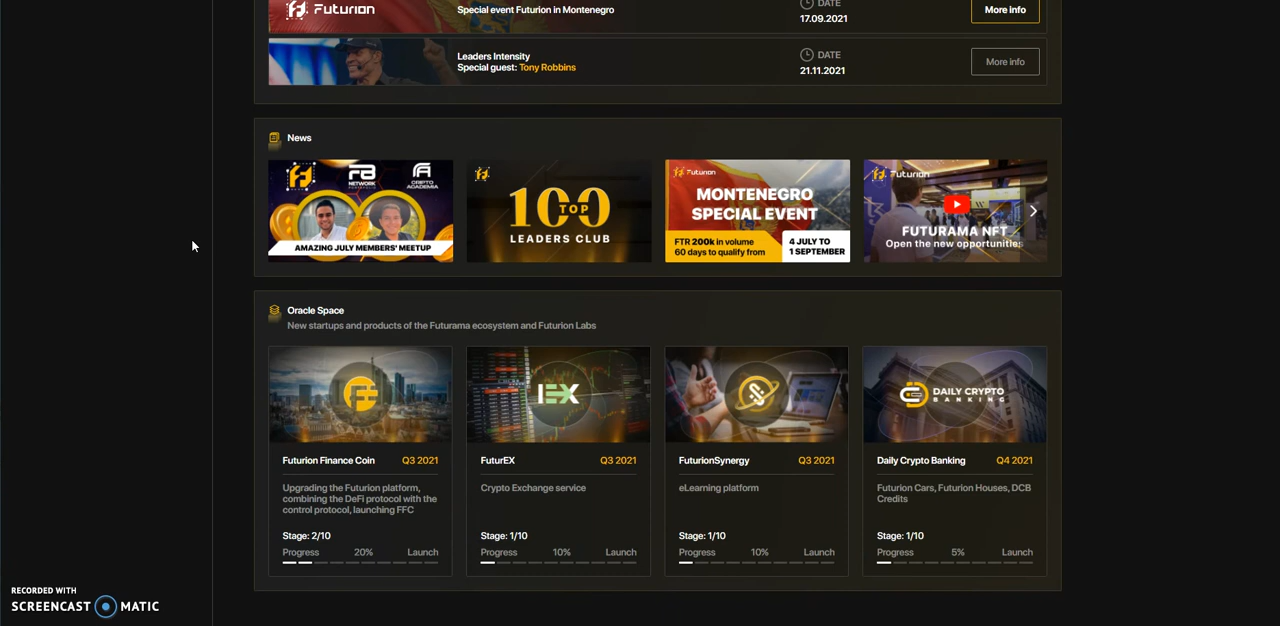 Futurion
Special event Futurion in Montenegro
DATE
17.09.2021
More info
Leaders Intensity
Special guest: Tony Robbins
DATE
21.11.2021
More info
News
FB
NETWORK
CRIPTO
ACADEMIA
AMAZING JULY MEMBERS' MEETUP
100
TOP
LEADERS CLUB
Futurion
MONTENEGRO
SPECIAL EVENT
FTR 200k in volume
60 days to qualify from
4 JULY TO
1 SEPTEMBER
Futurion
FUTURAMA NFT
Open the new opportunities
Oracle Space
New startups and products of the Futurama ecosystem and Futurion Labs
IEX
DAILY CRYPTO
BANKING
Futurion Finance Coin
Q3 2021
Upgrading the Futurion platform,
combining the DeFi protocol with the
control protocol, launching FFC
Stage: 2/10
Progress
20%
Launch
FuturEX
Q3 2021
Crypto Exchange service
Stage: 1/10
Progress
10%
Launch
FuturionSynergy
Q3 2021
eLearning platform
Stage: 1/10
Progress
10%
Launch
Daily Crypto Banking
Q4 2021
Futurion Cars, Futurion Houses, DCB
Credits
Stage: 1/10
Progress
5%
Launch
RECORDED WITH
SCREENCAST MATIC